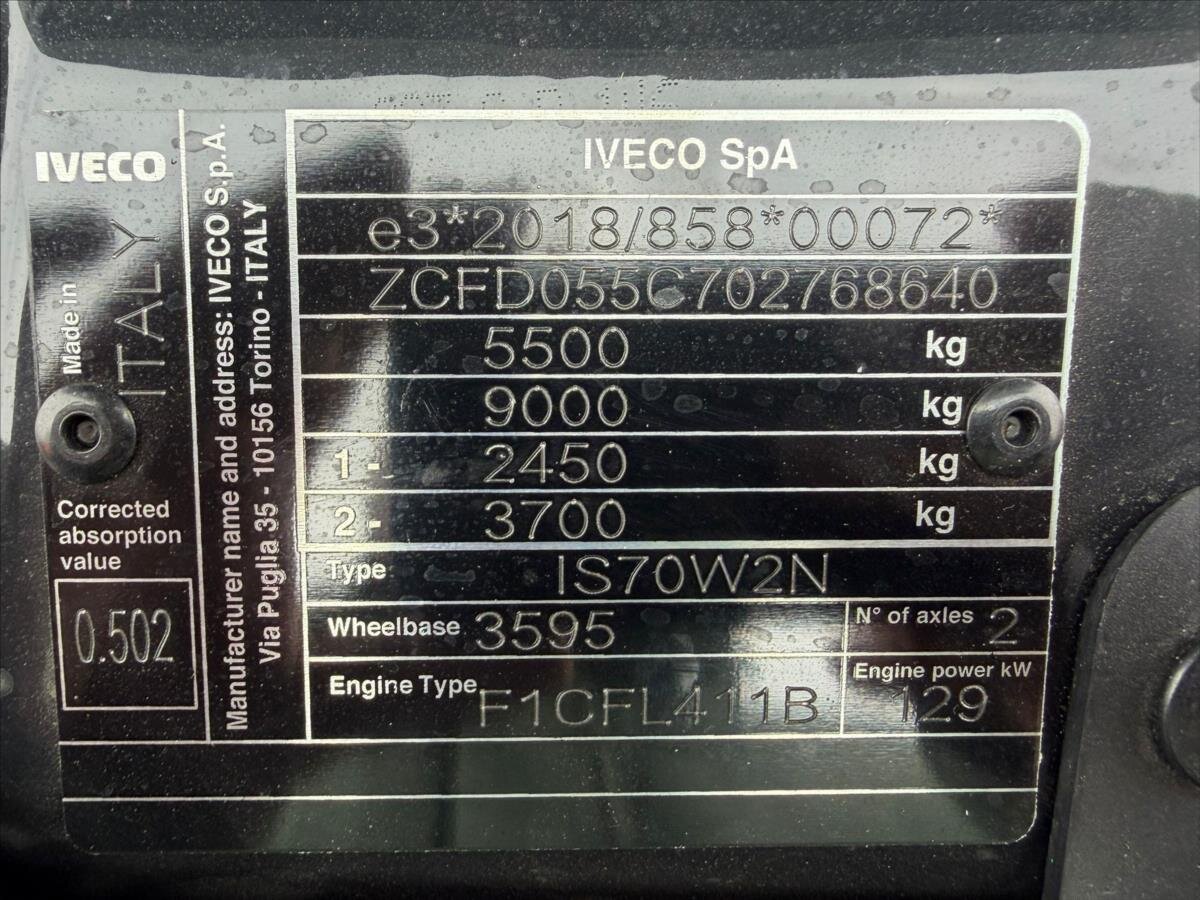 IVECO
Made in
ITALY
Corrected
absorption
value
0.502
Manufacturer name and address: IVECO S.p.A.
Via Puglia 35 - 10156 Torino - ITALY
IVECO SpA
e3*2018/858*00072*
ZCFD055C702768640
5500 kg
9000 kg
1 - 2450 kg
2 - 3700 kg
Type IS70W2N
Wheelbase 3595 N° of axles 2
Engine Type F1CFL411B Engine power kW 129